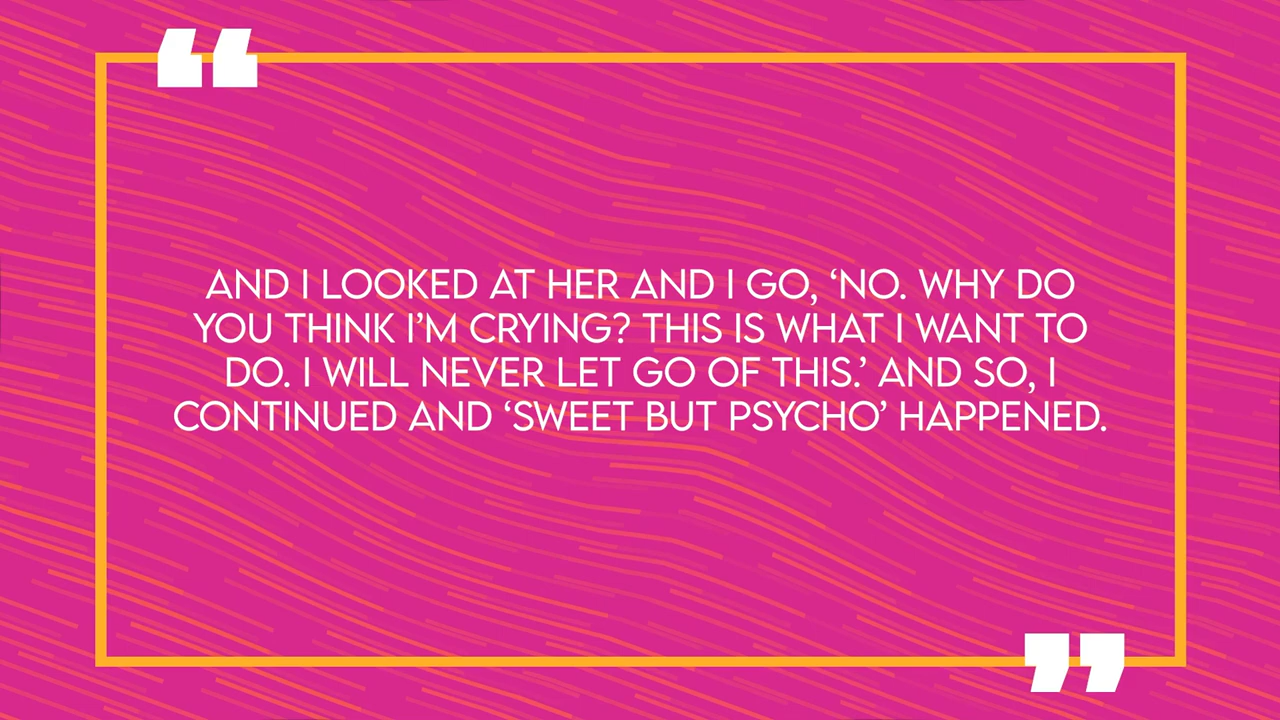 “
AND I LOOKED AT HER AND I GO, ‘NO. WHY DO
YOU THINK I’M CRYING? THIS IS WHAT I WANT TO
DO. I WILL NEVER LET GO OF THIS.’ AND SO, I
CONTINUED AND ‘SWEET BUT PSYCHO’ HAPPENED.
”